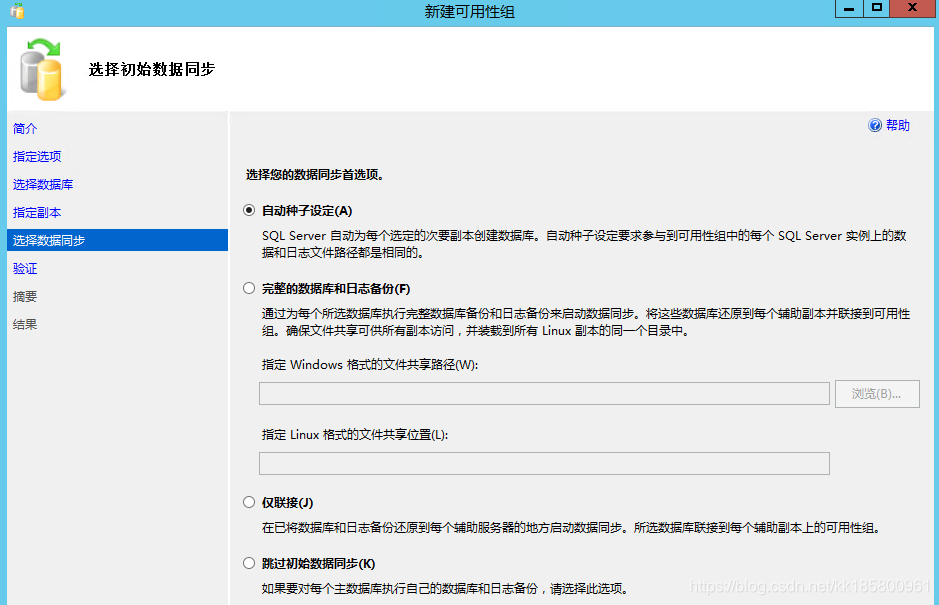 新建可用性组
选择初始数据同步
简介
指定选项
选择数据库
指定副本
选择数据同步
验证
摘要
结果
帮助
选择您的数据同步首选项。
自动种子设定(A)
SQL Server 自动为每个选定的次要副本创建数据库。自动种子设定要求参与到可用性组中的每个 SQL Server 实例上的数
据和日志文件路径都是相同的。
完整的数据库和日志备份(F)
通过为每个所选数据库执行完整数据库备份和日志备份来启动数据同步。将这些数据库还原到每个辅助副本并联接到可用性
组。确保文件共享可供所有副本访问，并装载到所有 Linux 副本的同一个目录中。
指定 Windows 格式的文件共享路径(W):
浏览(B)...
指定 Linux 格式的文件共享位置(L):
仅联接(J)
在已将数据库和日志备份还原到每个辅助服务器的地方启动数据同步。所选数据库联接到每个辅助副本上的可用性组。
跳过初始数据同步(K)
如果要对每个主数据库执行自己的数据库和日志备份，请选择此选项。
https://blog.csdn.net/kk185800961